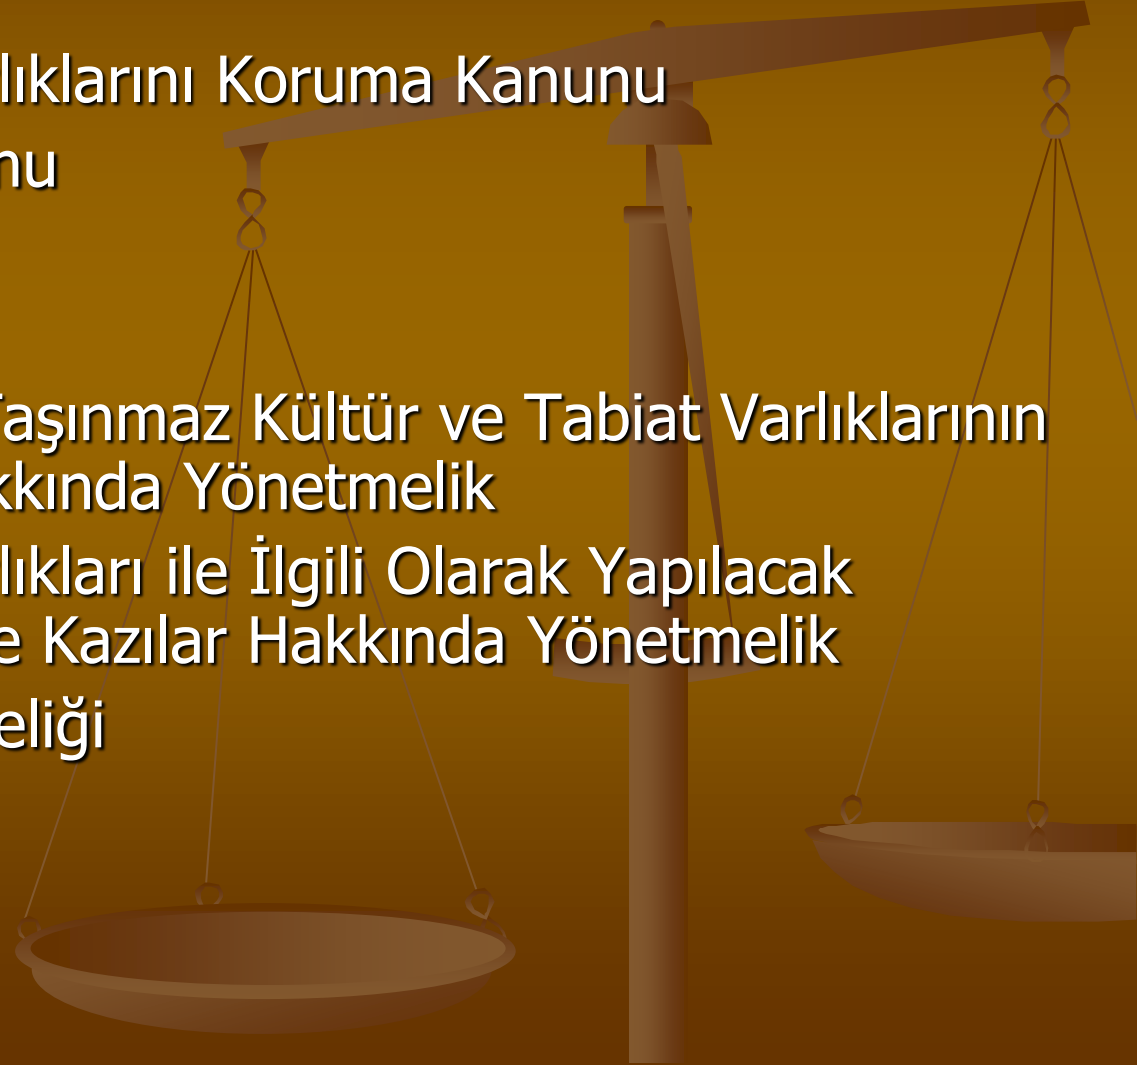 lıklarını Koruma Kanunu
nu
Taşınmaz Kültür ve Tabiat Varlıklarının
kkında Yönetmelik
lıkları ile İlgili Olarak Yapılacak
e Kazılar Hakkında Yönetmelik
eliği